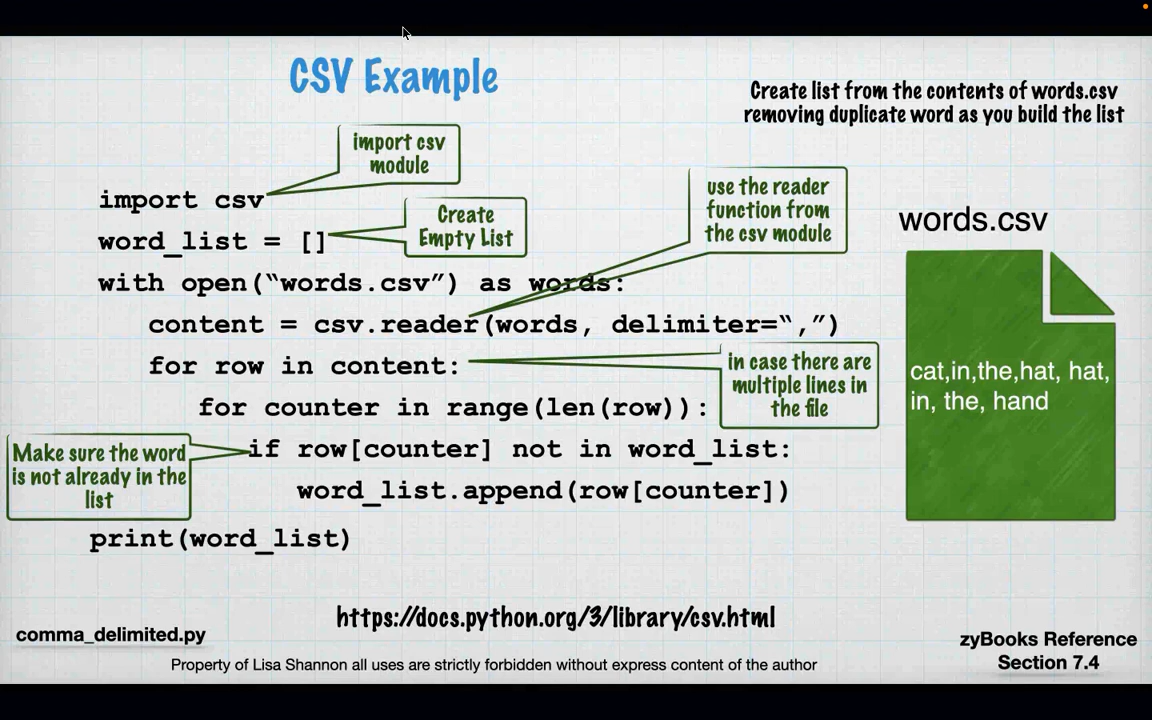 CSV Example
Create list from the contents of words.csv
removing duplicate word as you build the list
import csv
module
import csv
use the reader
function from
the csv module
Create
Empty List
word_list = []
words.csv
with open(“words.csv”) as words:
content = csv.reader(words, delimiter=“,”)
for row in content:
in case there are
multiple lines in
the file
cat,in,the,hat, hat,
in, the, hand
for counter in range(len(row)):
Make sure the word
is not already in the
list
if row[counter] not in word_list:
word_list.append(row[counter])
print(word_list)
https://docs.python.org/3/library/csv.html
comma_delimited.py
zyBooks Reference
Section 7.4
Property of Lisa Shannon all uses are strictly forbidden without express content of the author